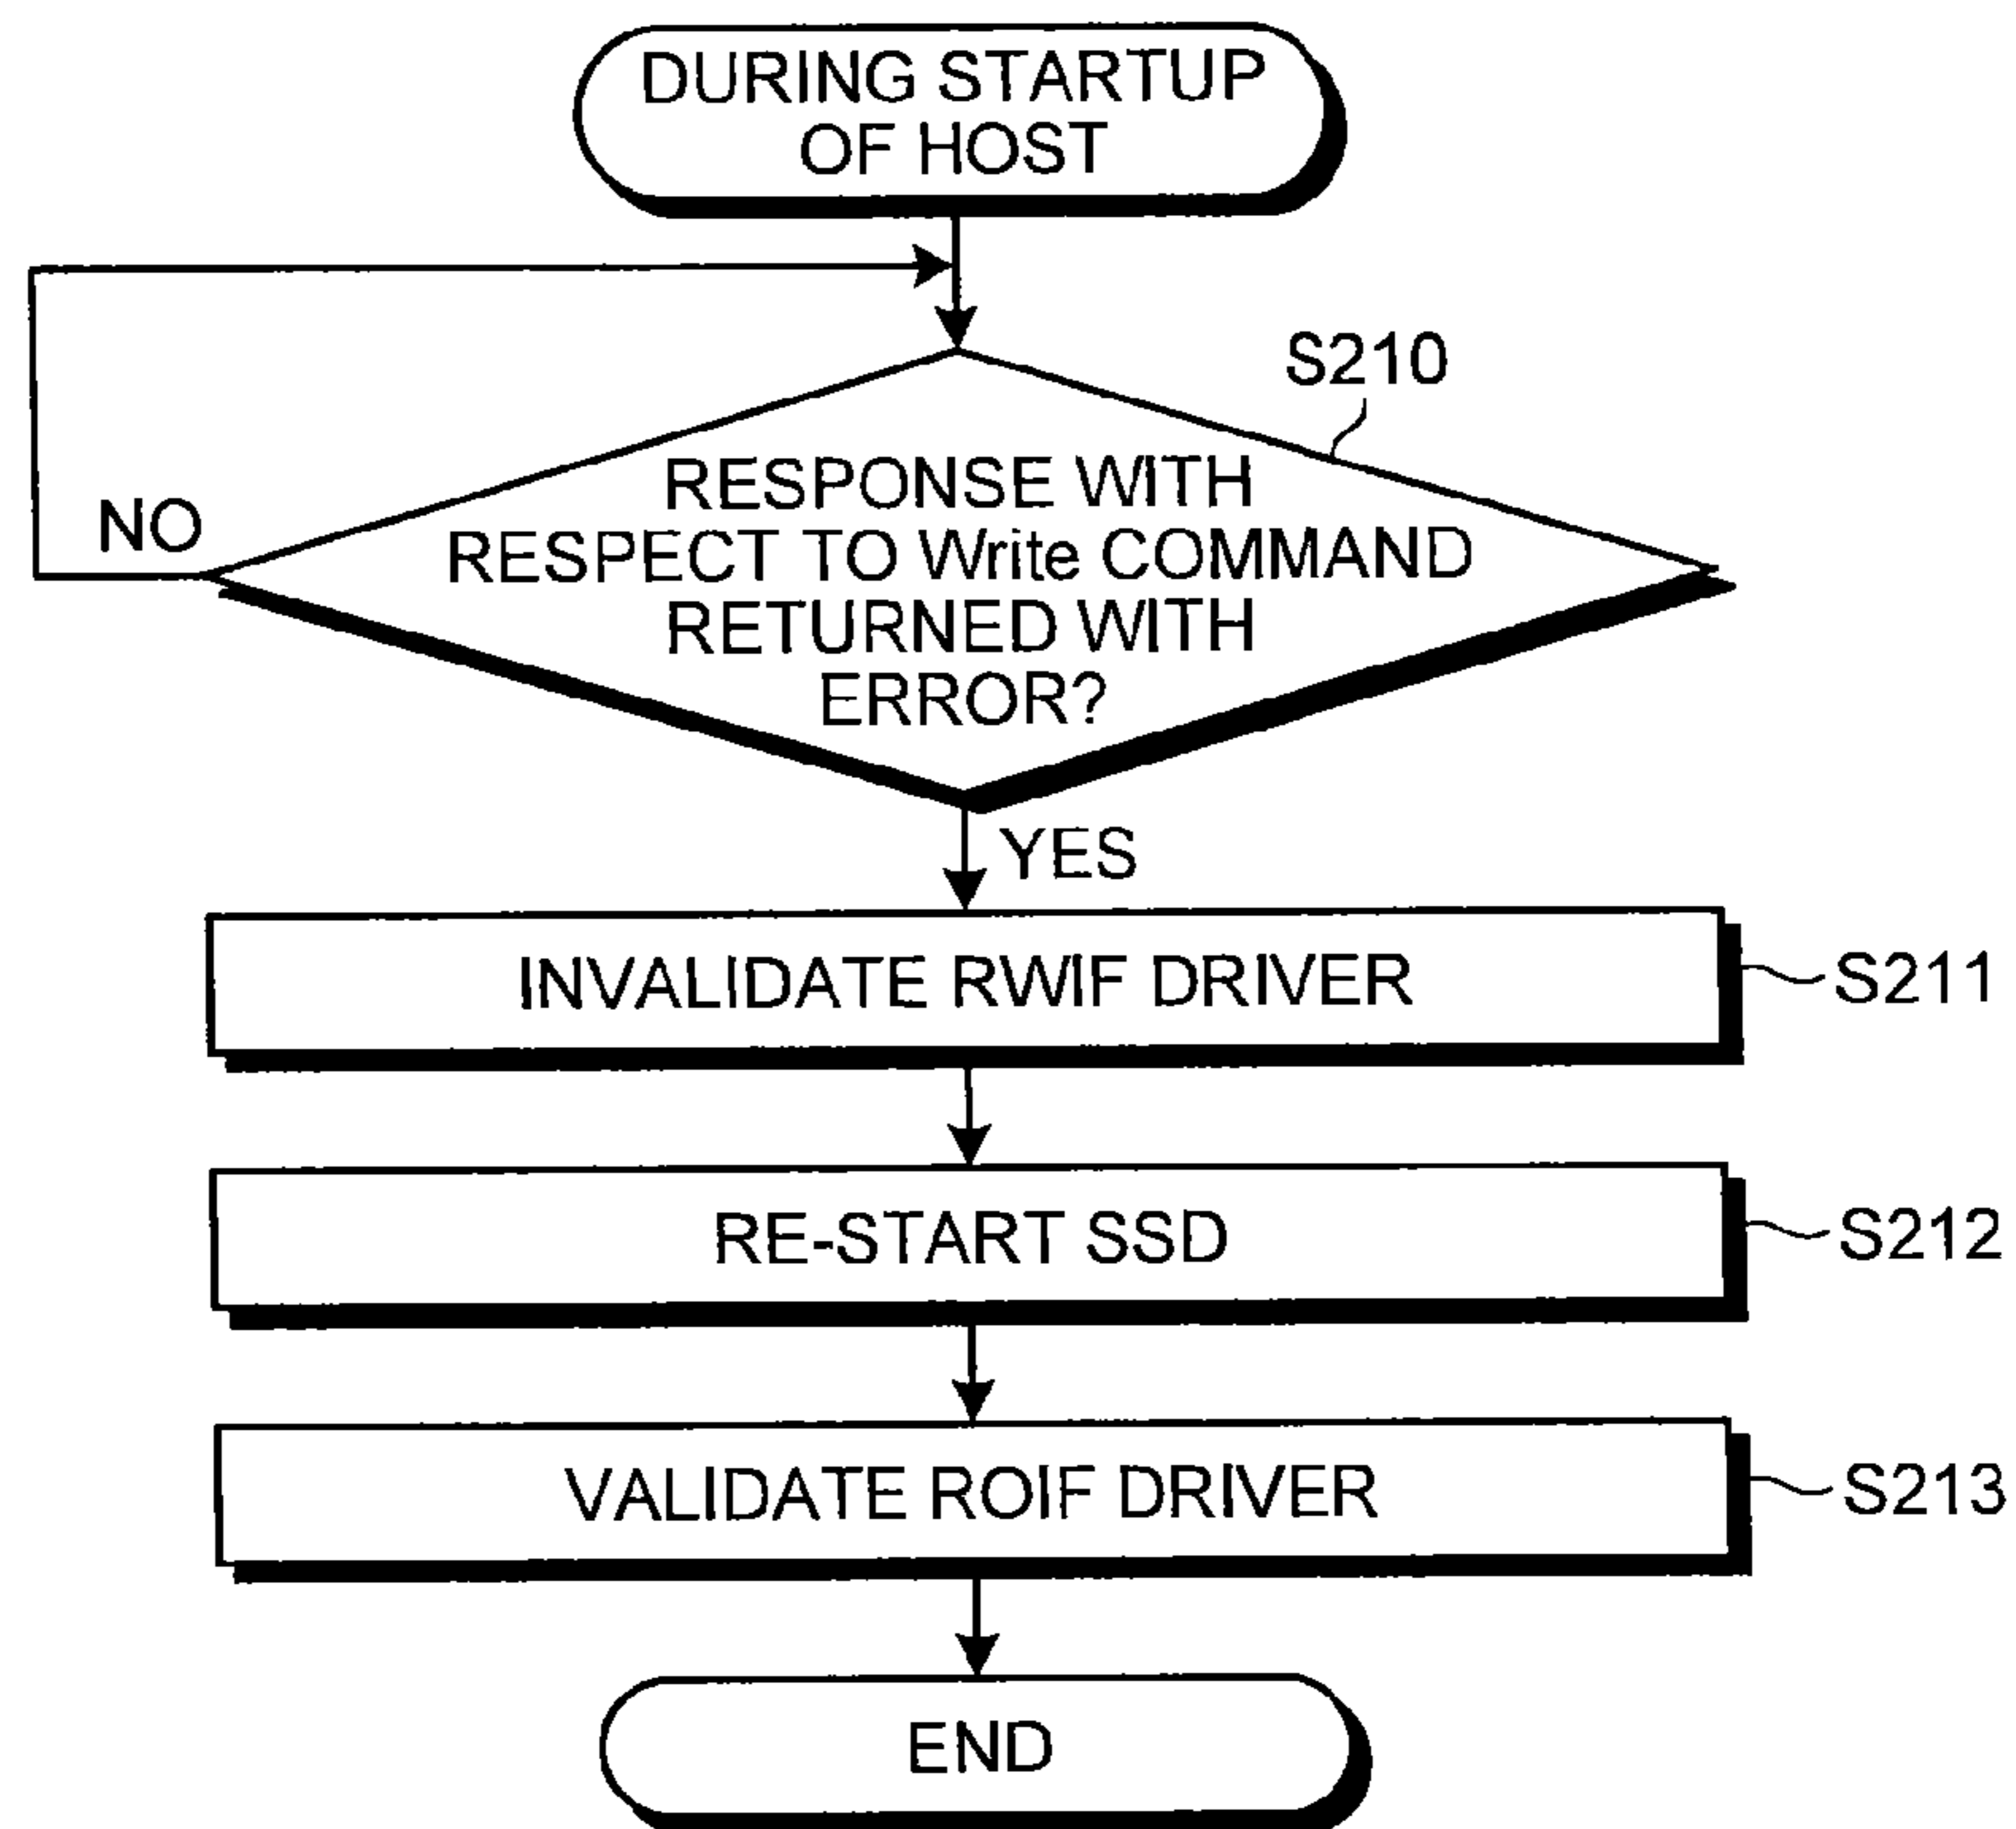 DURING STARTUP
OF HOST
S210
RESPONSE WITH
RESPECT TO Write COMMAND
RETURNED WITH
ERROR?
NO
YES
INVALIDATE RWIF DRIVER
S211
RE-START SSD
S212
VALIDATE ROIF DRIVER
S213
END